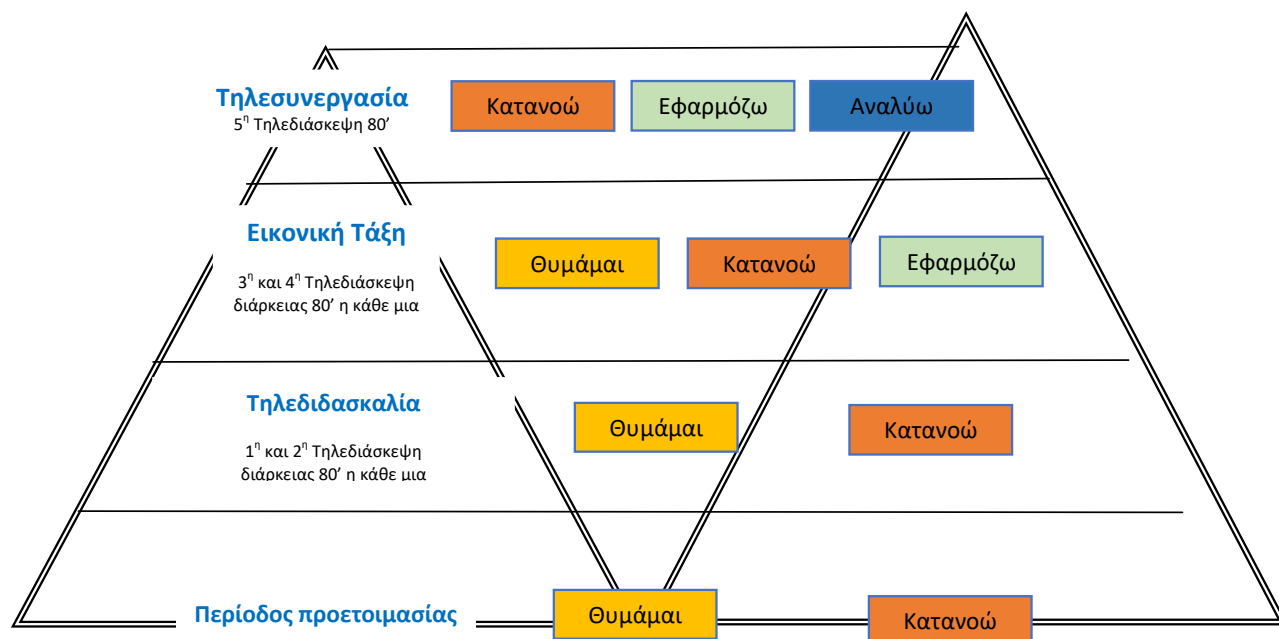 Τηλεσυνεργασία
5η Τηλεδιάσκεψη 80’
Κατανοώ
Εφαρμόζω
Αναλύω
Εικονική Τάξη
3η και 4η Τηλεδιάσκεψη
διάρκειας 80’ η κάθε μια
Θυμάμαι
Κατανοώ
Εφαρμόζω
Τηλεδιδασκαλία
1η και 2η Τηλεδιάσκεψη
διάρκειας 80’ η κάθε μια
Θυμάμαι
Κατανοώ
Περίοδος προετοιμασίας
Θυμάμαι
Κατανοώ